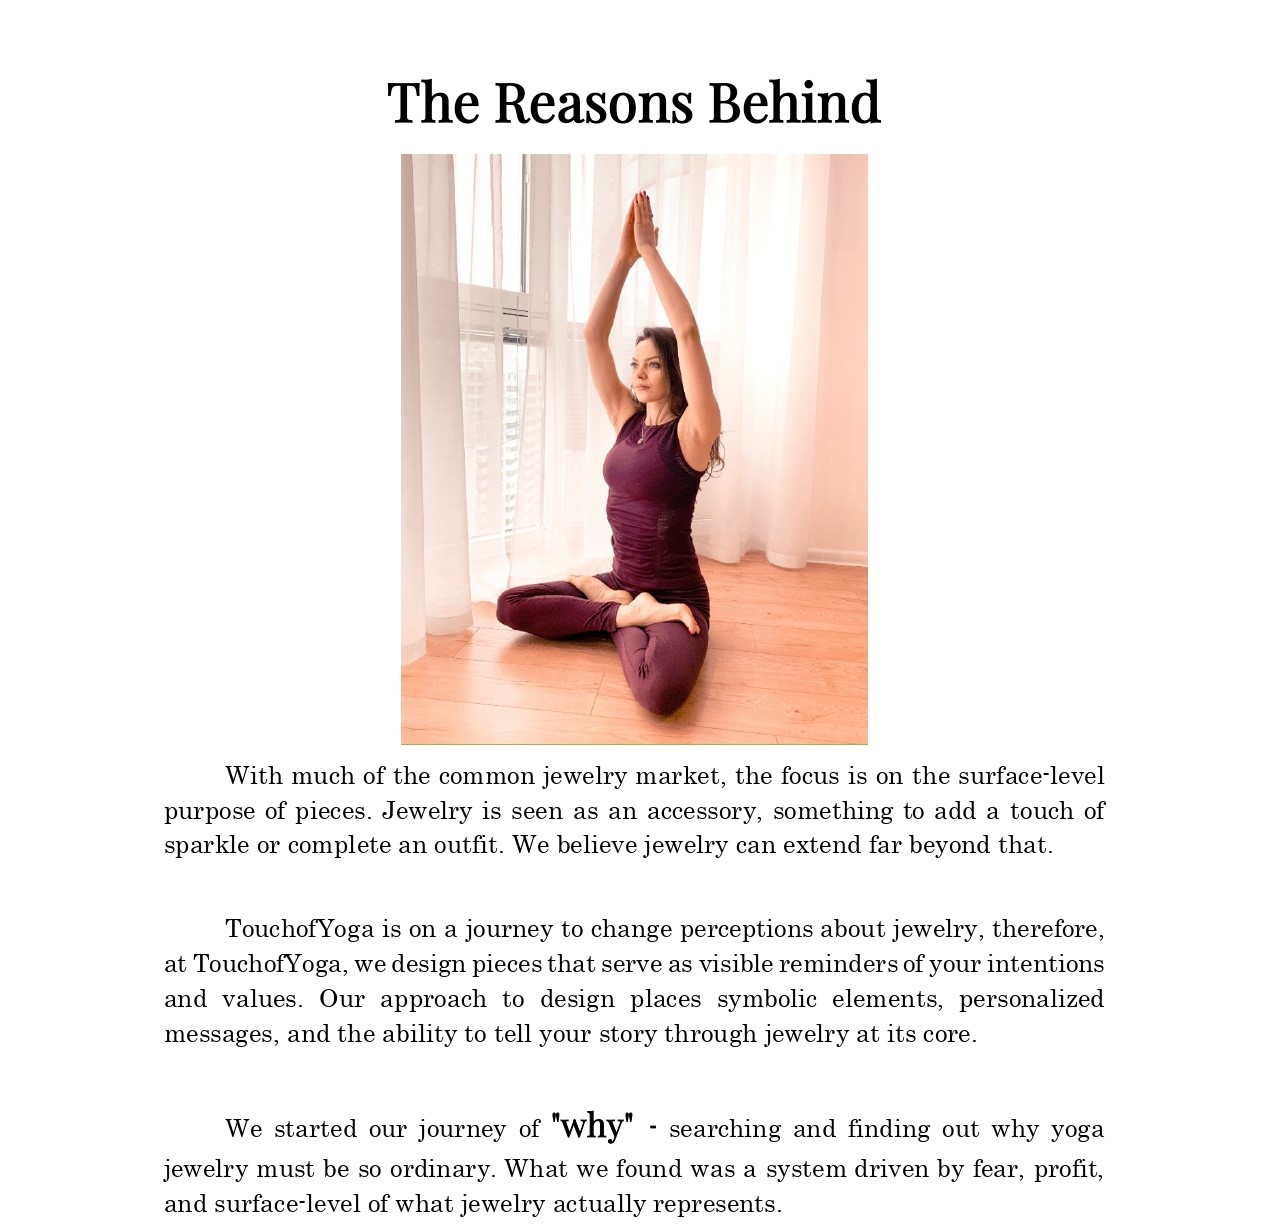 The Reasons Behind
With much of the common jewelry market, the focus is on the surface-level
purpose of pieces. Jewelry is seen as an accessory, something to add a touch of
sparkle or complete an outfit. We believe jewelry can extend far beyond that.
TouchofYoga is on a journey to change perceptions about jewelry, therefore,
at TouchofYoga, we design pieces that serve as visible reminders of your intentions
and values. Our approach to design places symbolic elements, personalized
messages, and the ability to tell your story through jewelry at its core.
We started our journey of "why" - searching and finding out why yoga
jewelry must be so ordinary. What we found was a system driven by fear, profit,
and surface-level of what jewelry actually represents.